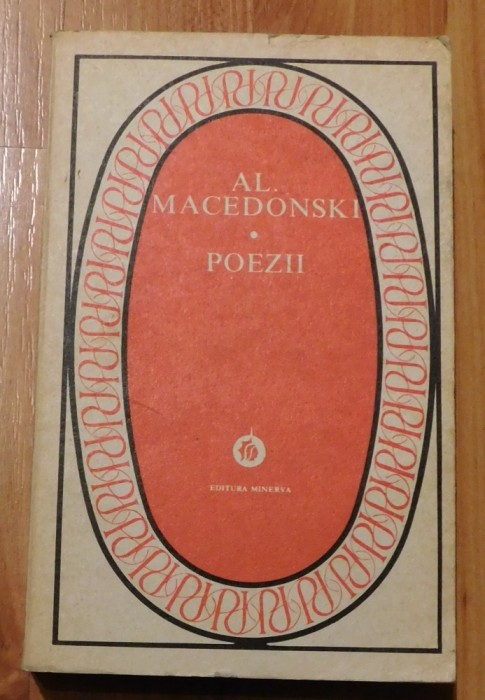 AL.
MACEDONSKI
•
POEZII
EDITURA MINERVA